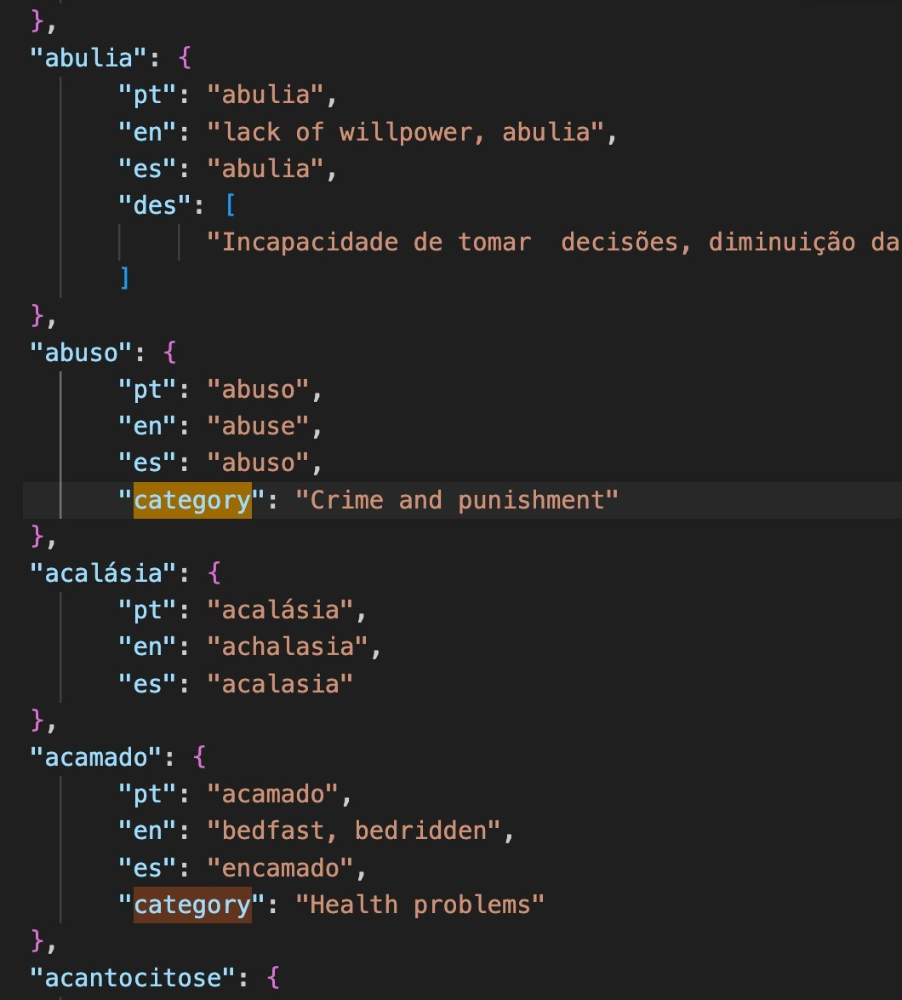 },
"abulia": {
"pt": "abulia",
"en": "lack of willpower, abulia",
"es": "abulia",
"des": [
"Incapacidade de tomar  decisões, diminuição da
]
},
"abuso": {
"pt": "abuso",
"en": "abuse",
"es": "abuso",
"category": "Crime and punishment"
},
"acalásia": {
"pt": "acalásia",
"en": "achalasia",
"es": "acalasia"
},
"acamado": {
"pt": "acamado",
"en": "bedfast, bedridden",
"es": "encamado",
"category": "Health problems"
},
"acantocitose": {